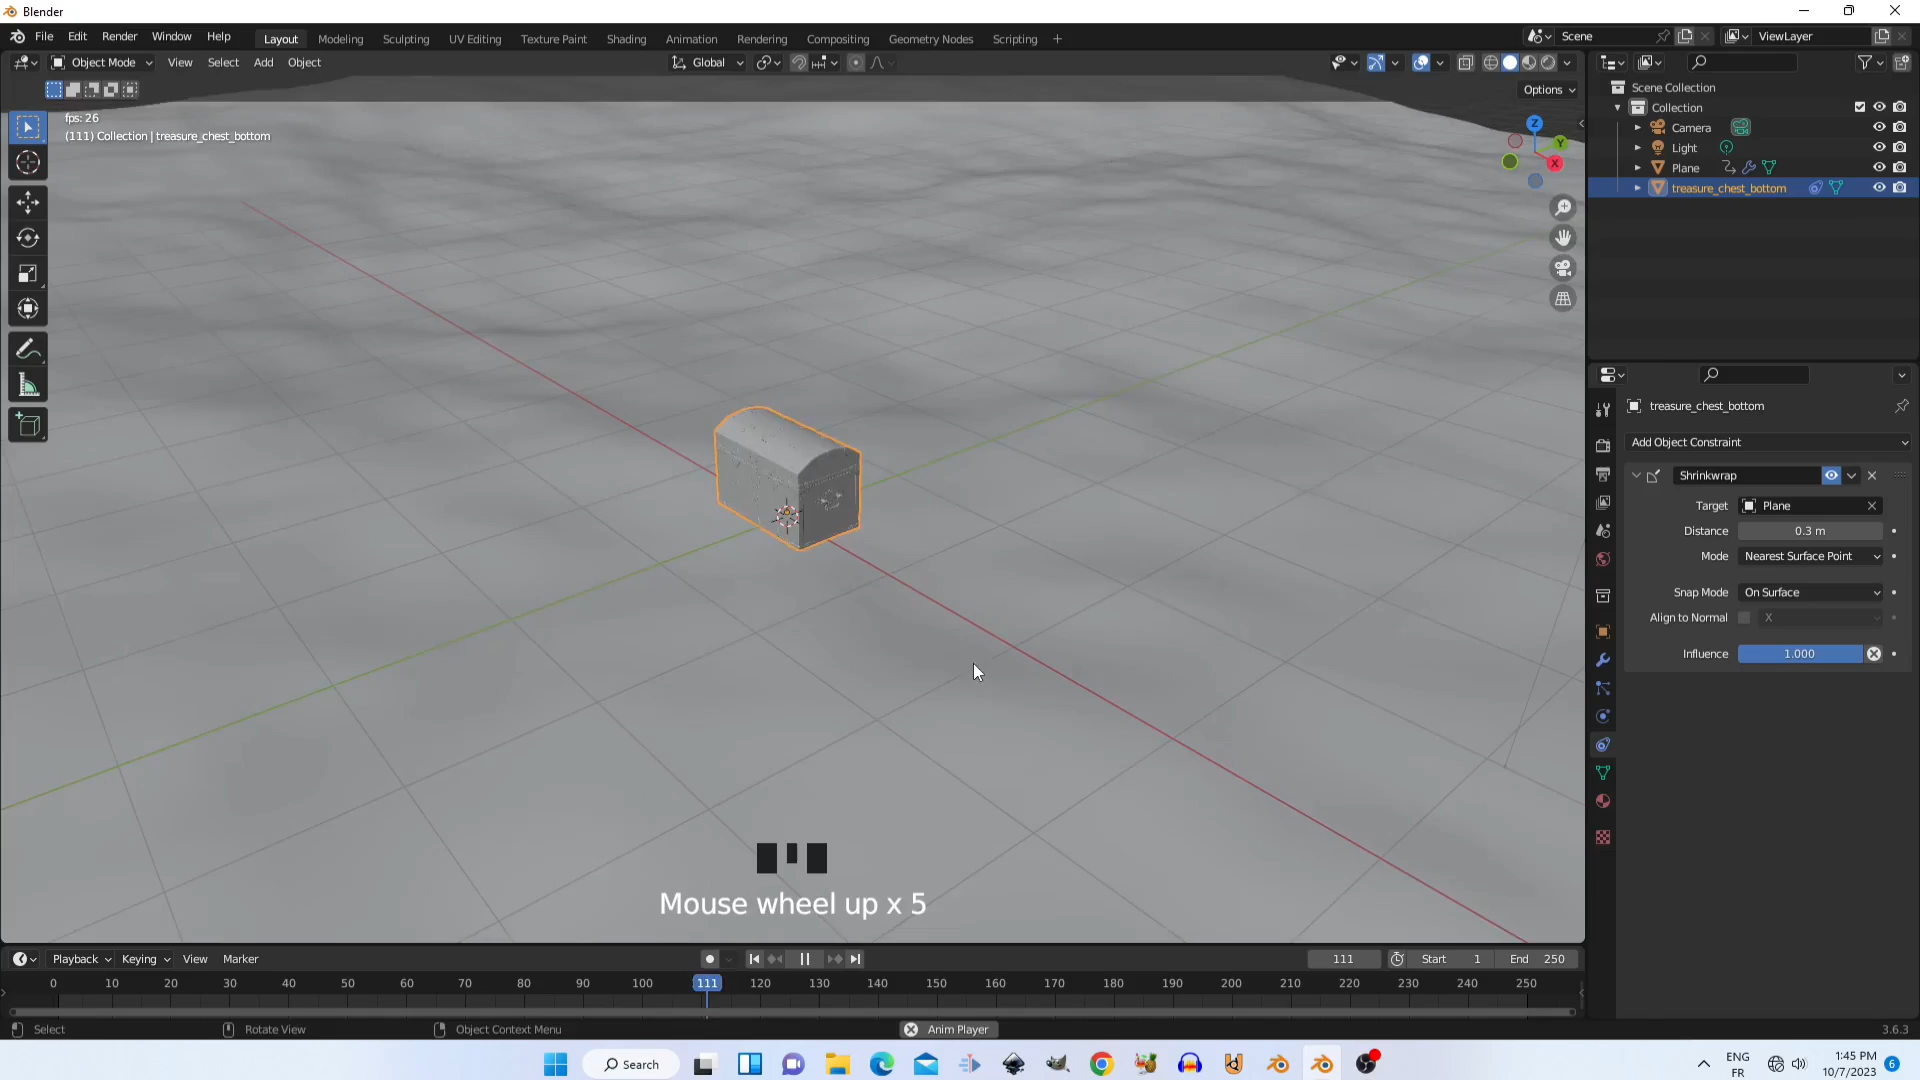 Blender
File Edit Render Window Help Layout Modeling Sculpting UV Editing Texture Paint Shading Animation Rendering Compositing Geometry Nodes Scripting + Scene ViewLayer
Object Mode View Select Add Object Global
Options
fps: 26
(111) Collection | treasure_chest_bottom
Z
Y
X
Scene Collection
Collection
Camera
Light
Plane
treasure_chest_bottom
treasure_chest_bottom
Add Object Constraint
Shrinkwrap
Target Plane
Distance 0.3 m
Mode Nearest Surface Point
Snap Mode On Surface
Align to Normal X
Influence 1.000
Mouse wheel up x 5
Playback Keying View Marker 111 Start 1 End 250
0 10 20 30 40 50 60 70 80 90 100 111 120 130 140 150 160 170 180 190 200 210 220 230 240 250
Select Rotate View Object Context Menu Anim Player 3.6.3
Search
ENG
FR
1:45 PM
10/7/2023
6